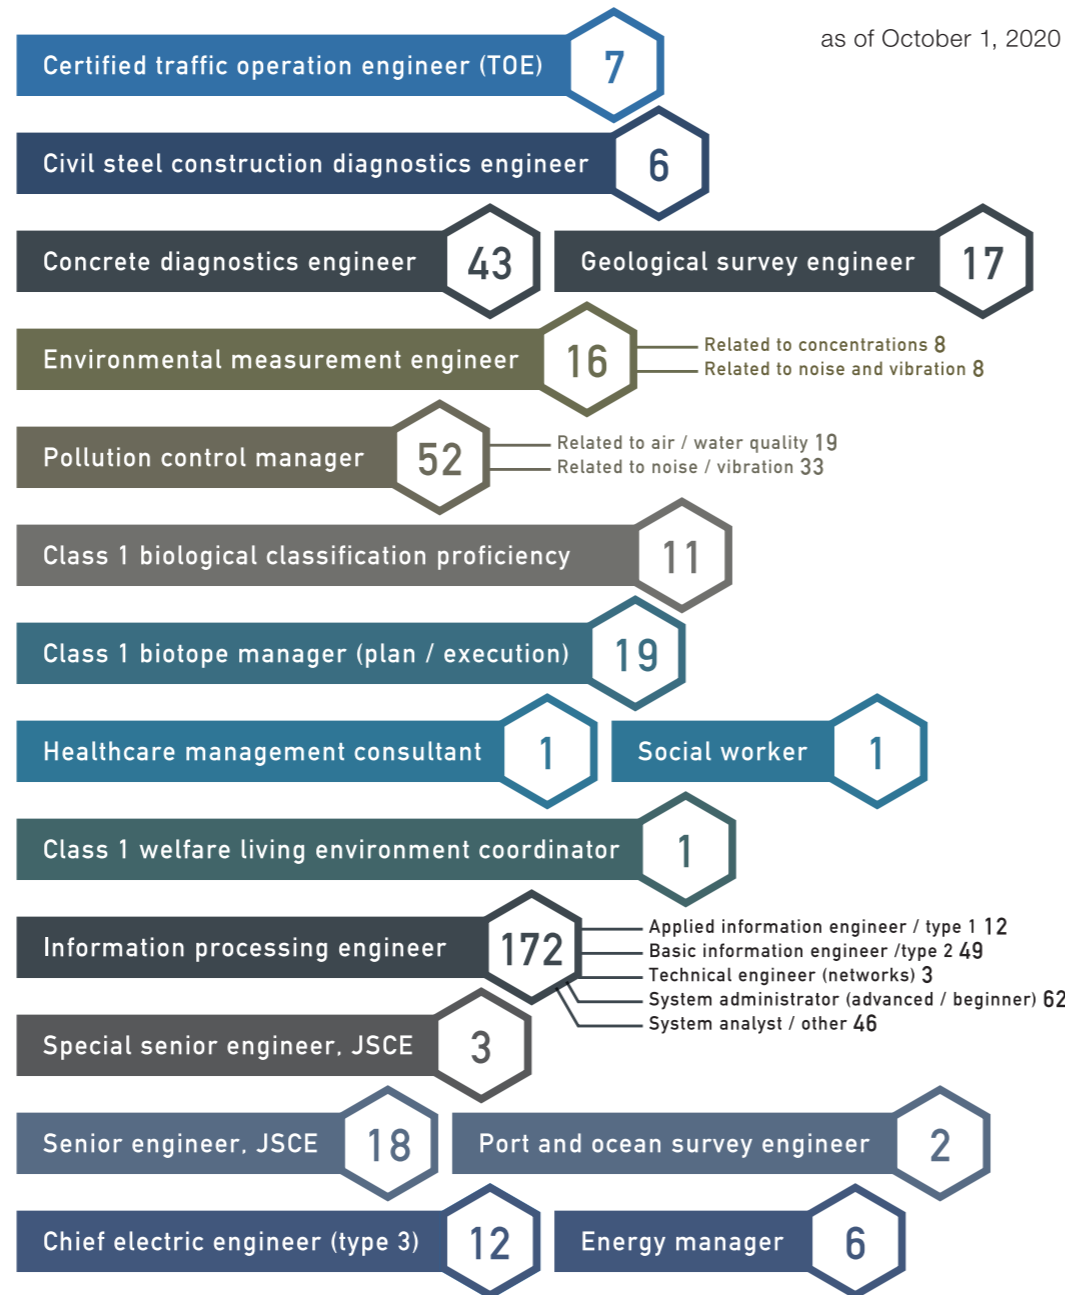 as of October 1, 2020
Certified traffic operation engineer (TOE) 7
Civil steel construction diagnostics engineer 6
Concrete diagnostics engineer 43
Geological survey engineer 17
Environmental measurement engineer 16
Related to concentrations 8
Related to noise and vibration 8
Pollution control manager 52
Related to air / water quality 19
Related to noise / vibration 33
Class 1 biological classification proficiency 11
Class 1 biotope manager (plan / execution) 19
Healthcare management consultant 1
Social worker 1
Class 1 welfare living environment coordinator 1
Information processing engineer 172
Applied information engineer / type 1 12
Basic information engineer /type 2 49
Technical engineer (networks) 3
System administrator (advanced / beginner) 62
System analyst / other 46
Special senior engineer, JSCE 3
Senior engineer, JSCE 18
Port and ocean survey engineer 2
Chief electric engineer (type 3) 12
Energy manager 6